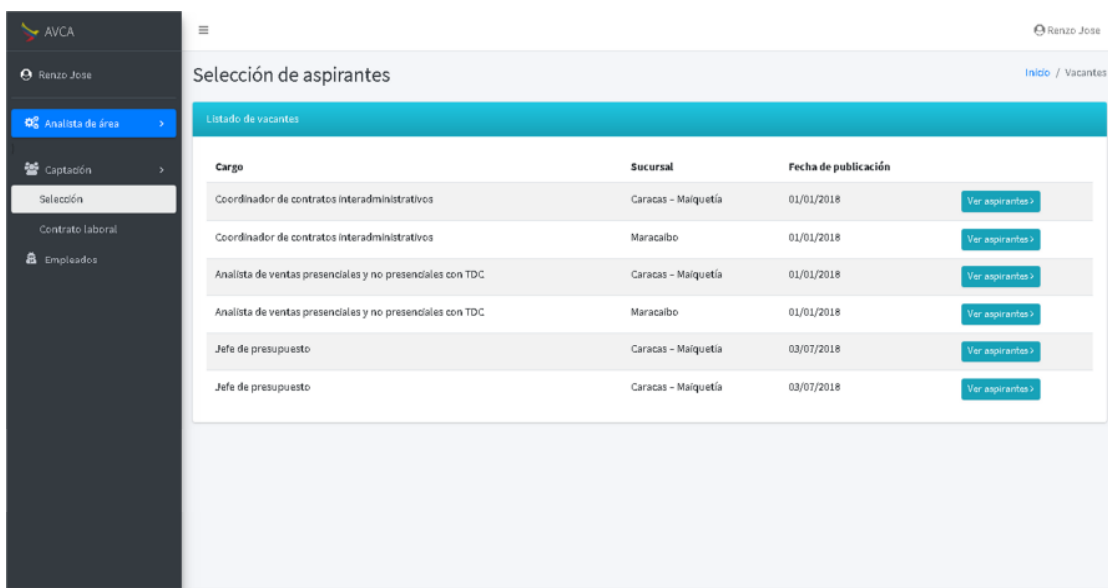 AVCA
Renzo Jose
Renzo Jose
Selección de aspirantes
Inicio / Vacantes
Analista de área
Captación
Selección
Contrato laboral
Empleados
Listado de vacantes
Cargo Sucursal Fecha de publicación
Coordinador de contratos interadministrativos Caracas – Maiquetía 01/01/2018 Ver aspirantes
Coordinador de contratos interadministrativos Maracaibo 01/01/2018 Ver aspirantes
Analista de ventas presenciales y no presenciales con TDC Caracas – Maiquetía 01/01/2018 Ver aspirantes
Analista de ventas presenciales y no presenciales con TDC Maracaibo 01/01/2018 Ver aspirantes
Jefe de presupuesto Caracas – Maiquetía 03/07/2018 Ver aspirantes
Jefe de presupuesto Caracas – Maiquetía 03/07/2018 Ver aspirantes